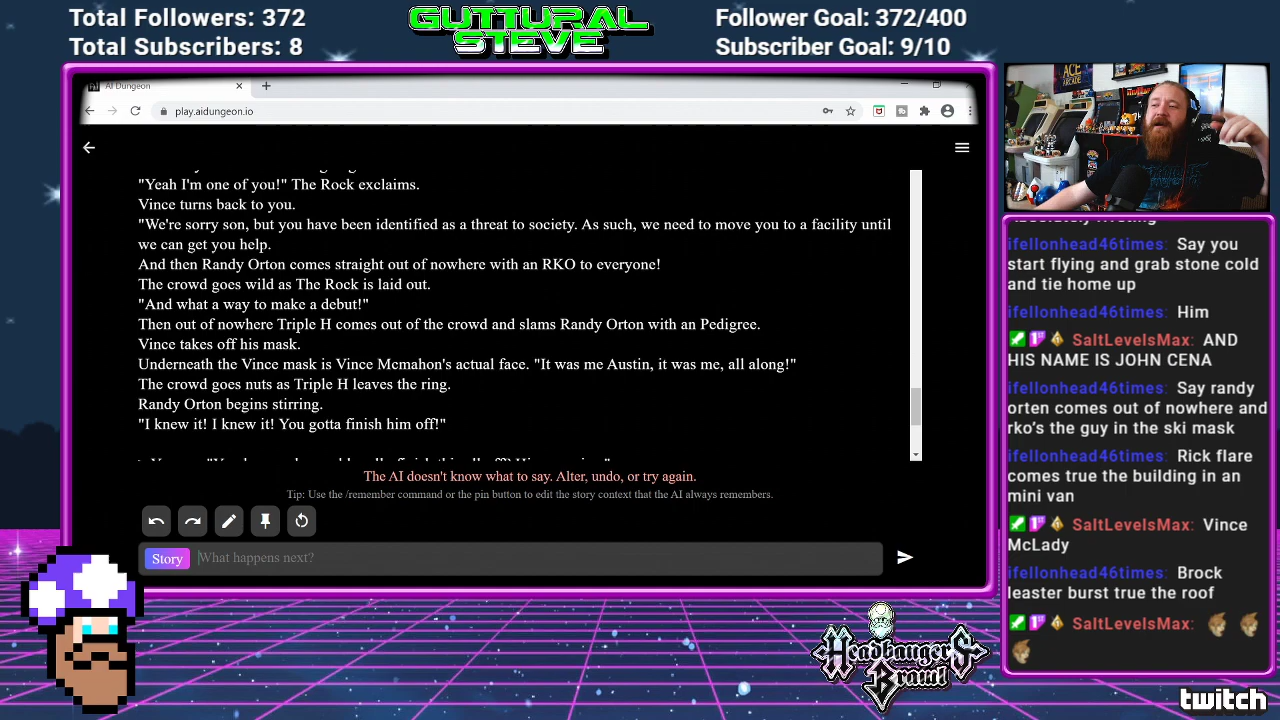 Total Followers: 372
Total Subscribers: 8
GUTTURAL
STEVE
Follower Goal: 372/400
Subscriber Goal: 9/10
AI Dungeon
play.aidungeon.io
"Yeah I'm one of you!" The Rock exclaims.
Vince turns back to you.
"We're sorry son, but you have been identified as a threat to society. As such, we need to move you to a facility until
we can get you help.
And then Randy Orton comes straight out of nowhere with an RKO to everyone!
The crowd goes wild as The Rock is laid out.
"And what a way to make a debut!"
Then out of nowhere Triple H comes out of the crowd and slams Randy Orton with an Pedigree.
Vince takes off his mask.
Underneath the Vince mask is Vince Mcmahon's actual face. "It was me Austin, it was me, all along!"
The crowd goes nuts as Triple H leaves the ring.
Randy Orton begins stirring.
"I knew it! I knew it! You gotta finish him off!"
The AI doesn't know what to say. Alter, undo, or try again.
Tip: Use the /remember command or the pin button to edit the story context that the AI always remembers.
Story
What happens next?
ACE
ARCADE
ifellonhead46times: Say you
start flying and grab stone cold
and tie home up
ifellonhead46times: Him
SaltLevelsMax: AND
HIS NAME IS JOHN CENA
ifellonhead46times: Say randy
orten comes out of nowhere and
rko's the guy in the ski mask
ifellonhead46times: Rick flare
comes true the building in an
mini van
SaltLevelsMax: Vince
McLady
ifellonhead46times: Brock
leaster burst true the roof
SaltLevelsMax:
HeadbangerS
Brawl
twitch